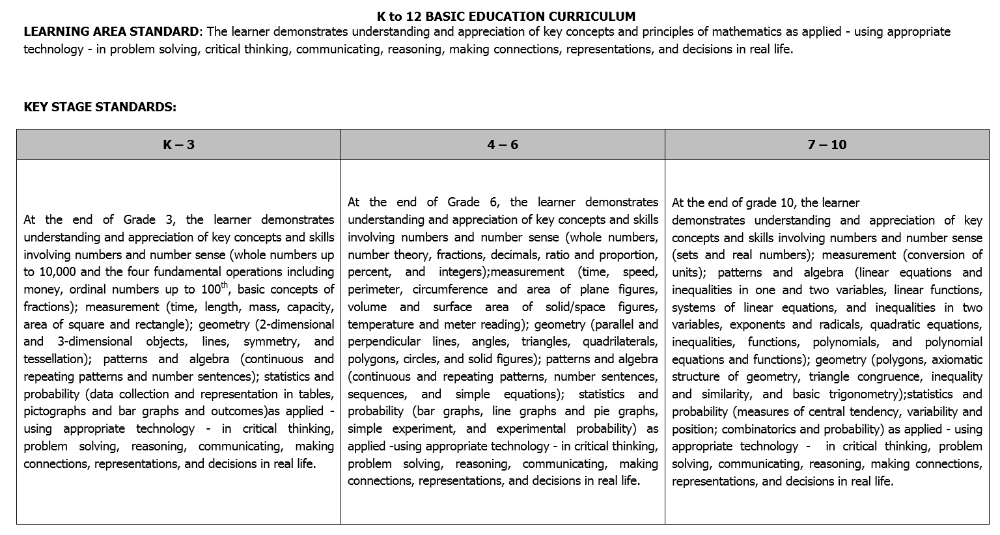 K to 12 BASIC EDUCATION CURRICULUM
LEARNING AREA STANDARD: The learner demonstrates understanding and appreciation of key concepts and principles of mathematics as applied - using appropriate
technology - in problem solving, critical thinking, communicating, reasoning, making connections, representations, and decisions in real life.
KEY STAGE STANDARDS:
K – 3
4 – 6
7 – 10
At the end of Grade 3, the learner demonstrates
understanding and appreciation of key concepts and skills
involving numbers and number sense (whole numbers up
to 10,000 and the four fundamental operations including
money, ordinal numbers up to 100th, basic concepts of
fractions); measurement (time, length, mass, capacity,
area of square and rectangle); geometry (2-dimensional
and 3-dimensional objects, lines, symmetry, and
tessellation); patterns and algebra (continuous and
repeating patterns and number sentences); statistics and
probability (data collection and representation in tables,
pictographs and bar graphs and outcomes)as applied -
using appropriate technology - in critical thinking,
problem solving, reasoning, communicating, making
connections, representations, and decisions in real life.
At the end of Grade 6, the learner demonstrates
understanding and appreciation of key concepts and skills
involving numbers and number sense (whole numbers,
number theory, fractions, decimals, ratio and proportion,
percent, and integers);measurement (time, speed,
perimeter, circumference and area of plane figures,
volume and surface area of solid/space figures,
temperature and meter reading); geometry (parallel and
perpendicular lines, angles, triangles, quadrilaterals,
polygons, circles, and solid figures); patterns and algebra
(continuous and repeating patterns, number sentences,
sequences, and simple equations); statistics and
probability (bar graphs, line graphs and pie graphs,
simple experiment, and experimental probability) as
applied -using appropriate technology - in critical thinking,
problem solving, reasoning, communicating, making
connections, representations, and decisions in real life.
At the end of grade 10, the learner
demonstrates understanding and appreciation of key
concepts and skills involving numbers and number sense
(sets and real numbers); measurement (conversion of
units); patterns and algebra (linear equations and
inequalities in one and two variables, linear functions,
systems of linear equations, and inequalities in two
variables, exponents and radicals, quadratic equations,
inequalities, functions, polynomials, and polynomial
equations and functions); geometry (polygons, axiomatic
structure of geometry, triangle congruence, inequality
and similarity, and basic trigonometry);statistics and
probability (measures of central tendency, variability and
position; combinatorics and probability) as applied - using
appropriate technology - in critical thinking, problem
solving, communicating, reasoning, making connections,
representations, and decisions in real life.